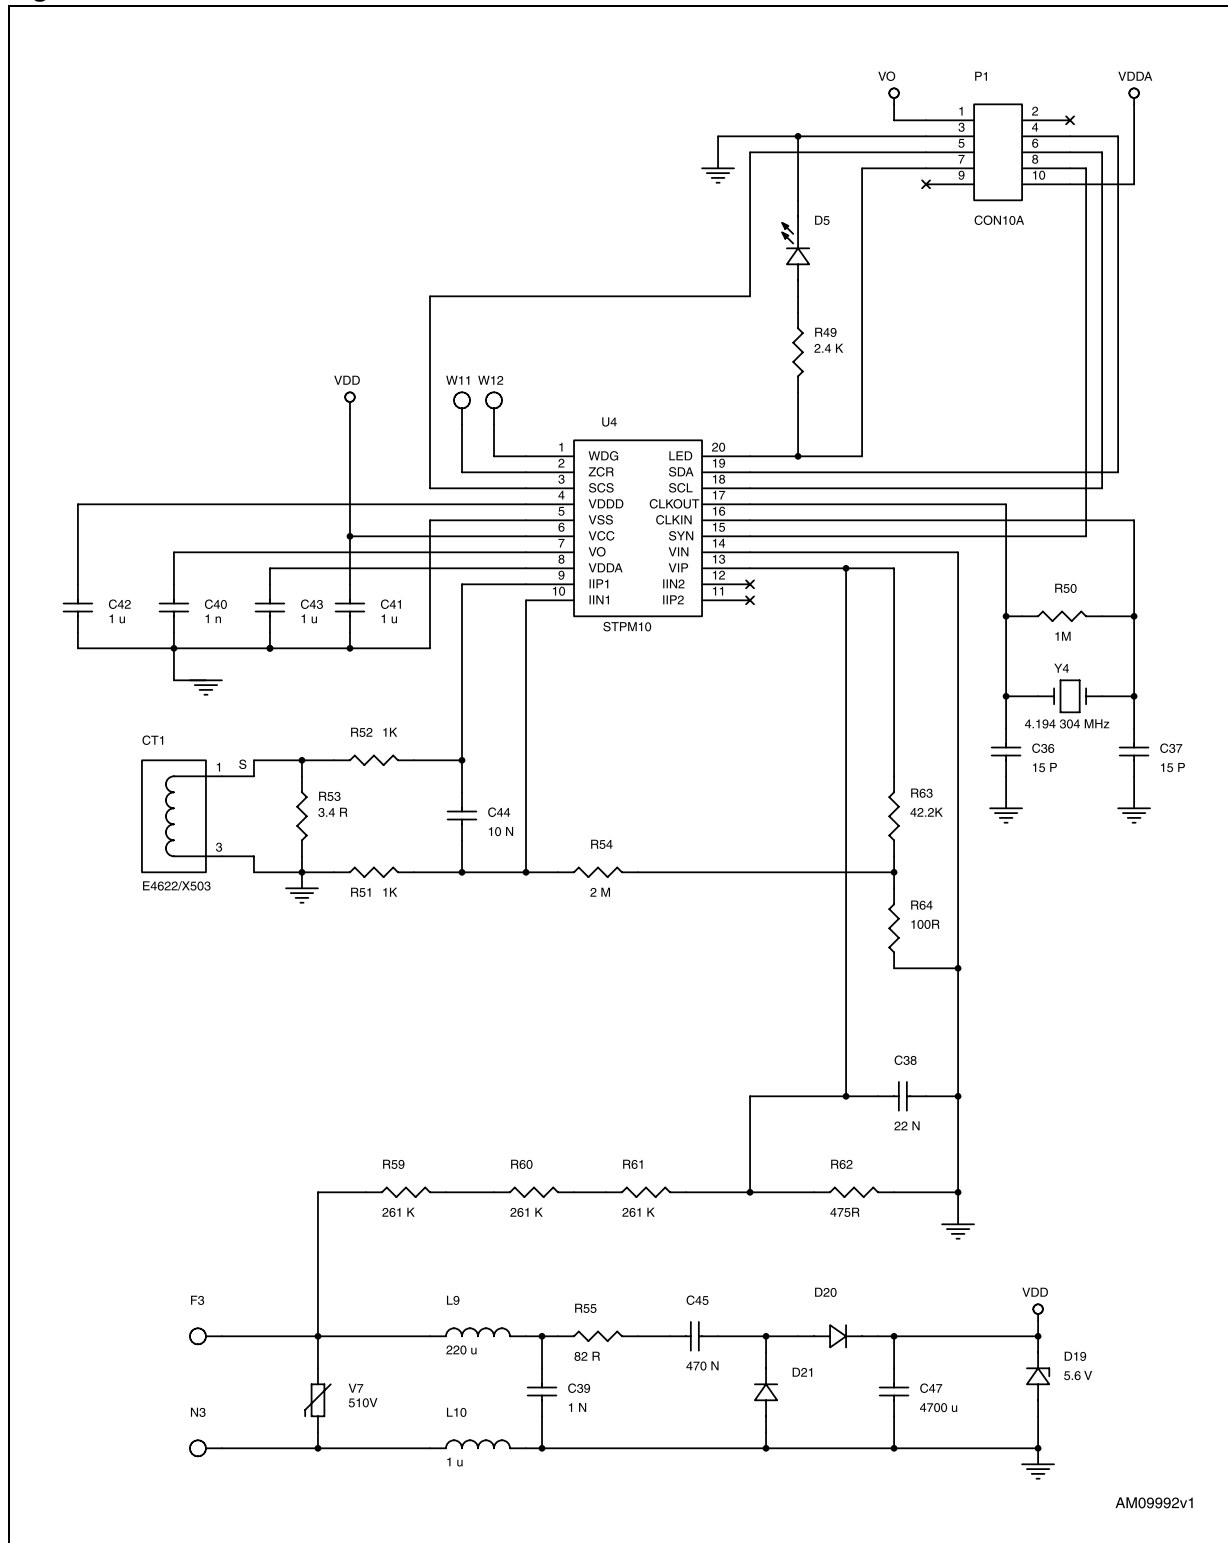 VO P1 VDDA
1 2
3 4
5 6
7 8
9 10
CON10A
D5
R49
2.4 K
VDD
W11 W12
U4
1 WDG LED 20
2 ZCR SDA 19
3 SCS SCL 18
4 VDDD CLKOUT 17
5 VSS CLKIN 16
6 VCC SYN 15
7 VO VIN 14
8 VDDA VIP 13
9 IIP1 IIN2 12
10 IIN1 IIP2 11
STPM10
C42
1 u
C40
1 n
C43
1 u
C41
1 u
R50
1M
Y4
4.194 304 MHz
C36
15 P
C37
15 P
CT1
1 S
3
E4622/X503
R52 1K
R53
3.4 R
C44
10 N
R51 1K
R54
2 M
R63
42.2K
R64
100R
C38
22 N
R59
261 K
R60
261 K
R61
261 K
R62
475R
F3
L9
220 u
R55
82 R
C45
470 N
D20
VDD
V7
510V
C39
1 N
D21
C47
4700 u
D19
5.6 V
N3
L10
1 u
AM09992v1